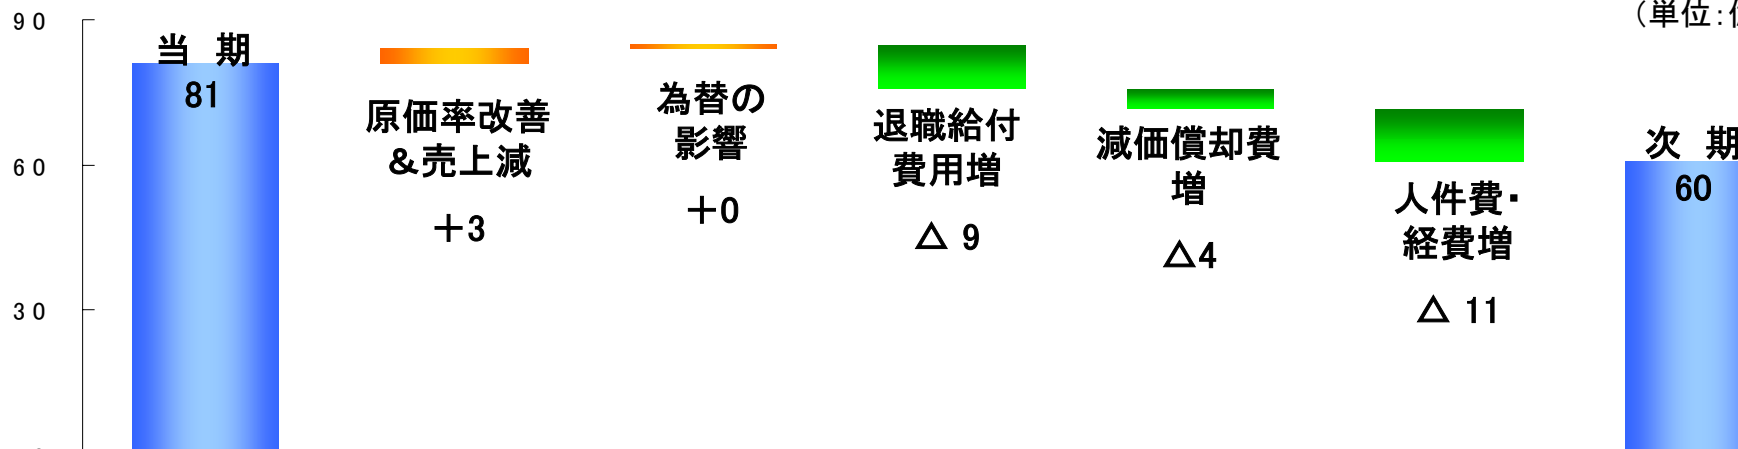 (単位:
90
60
30
当 期
81
原価率改善
&売上減
+3
為替の
影響
+0
退職給付
費用増
△ 9
減価償却費
増
△4
人件費・
経費増
△ 11
次 期
60